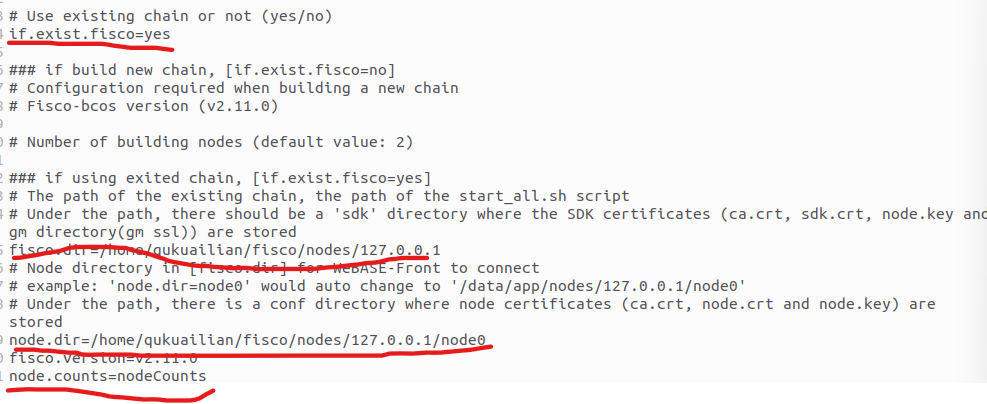 # Use existing chain or not (yes/no)
if.exist.fisco=yes
### if build new chain, [if.exist.fisco=no]
# Configuration required when building a new chain
# Fisco-bcos version (v2.11.0)
# Number of building nodes (default value: 2)
### if using exited chain, [if.exist.fisco=yes]
# The path of the existing chain, the path of the start_all.sh script
# Under the path, there should be a 'sdk' directory where the SDK certificates (ca.crt, sdk.crt, node.key and
gm directory(gm ssl)) are stored
fisco.dir=/home/qukuailian/fisco/nodes/127.0.0.1
# Node directory in [fisco.dir] for WeBASE-Front to connect
# example: 'node.dir=node0' would auto change to '/data/app/nodes/127.0.0.1/node0'
# Under the path, there is a conf directory where node certificates (ca.crt, node.crt and node.key) are
stored
node.dir=/home/qukuailian/fisco/nodes/127.0.0.1/node0
fisco.version=v2.11.0
node.counts=nodeCounts